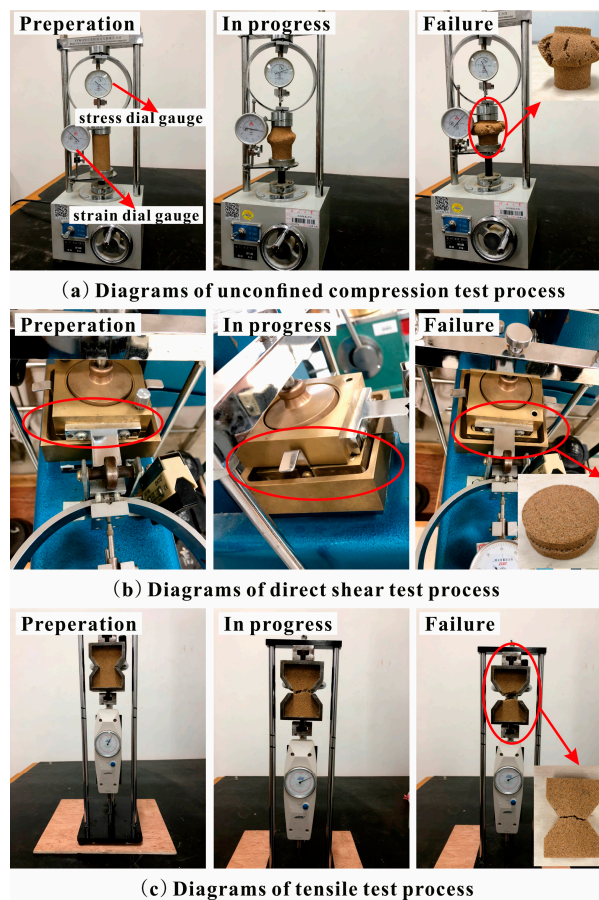 Preperation
In progress
Failure
stress dial gauge
strain dial gauge
(a) Diagrams of unconfined compression test process
Preparation
In progress
Failure
(b) Diagrams of direct shear test process
Preperation
In progress
Failure
(c) Diagrams of tensile test process